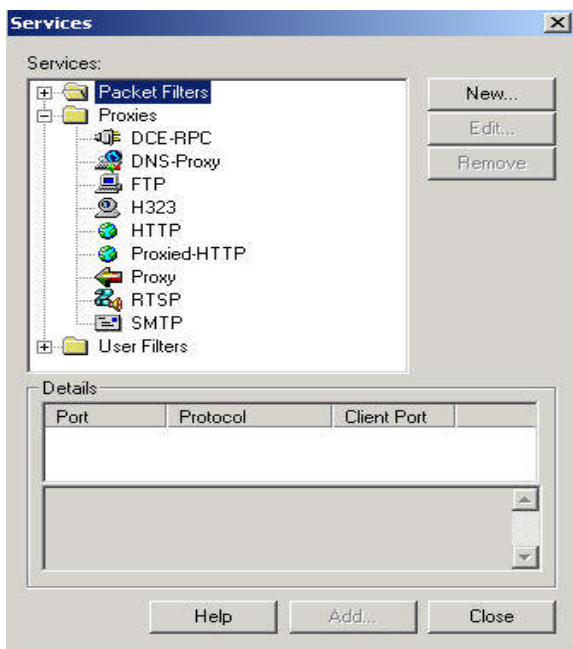 Services
Services:
Packet Filters
New...
Proxies
Edit...
DCE-RPC
DNS-Proxy
Remove
FTP
H323
HTTP
Proxied-HTTP
Proxy
RTSP
SMTP
User Filters
Details
Port Protocol Client Port
Help Add... Close